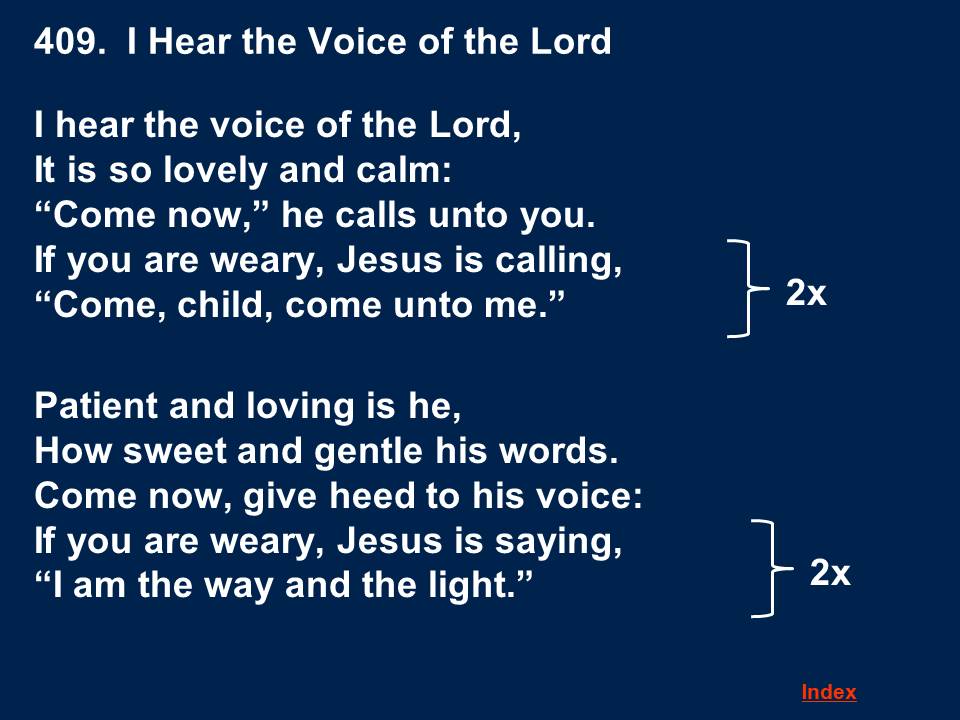 409.  I Hear the Voice of the Lord
I hear the voice of the Lord,
It is so lovely and calm:
“Come now,” he calls unto you.
If you are weary, Jesus is calling,
“Come, child, come unto me.”
2x
Patient and loving is he,
How sweet and gentle his words.
Come now, give heed to his voice:
If you are weary, Jesus is saying,
“I am the way and the light.”
2x
Index